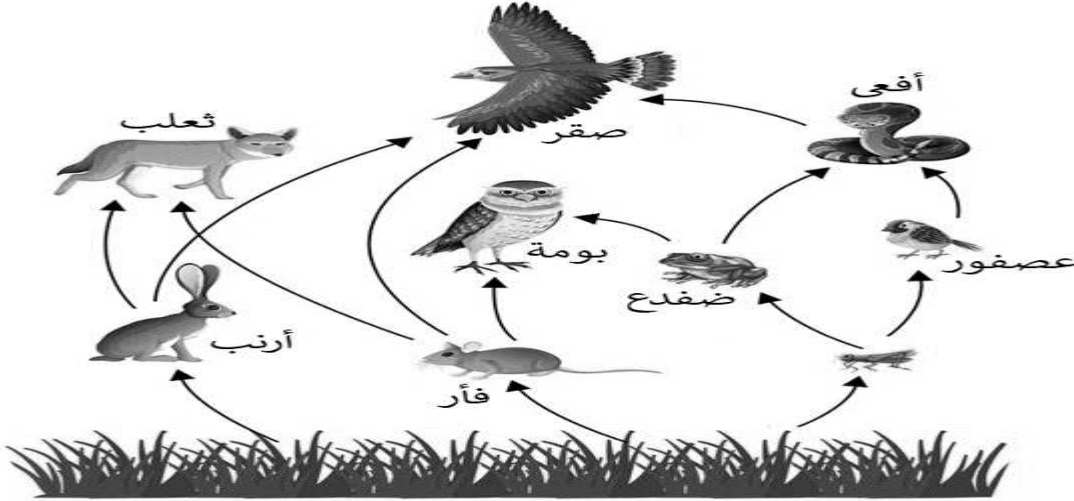 أفعى
ثعلب
صقر
بومة
عصفور
ضفدع
أرنب
فأر